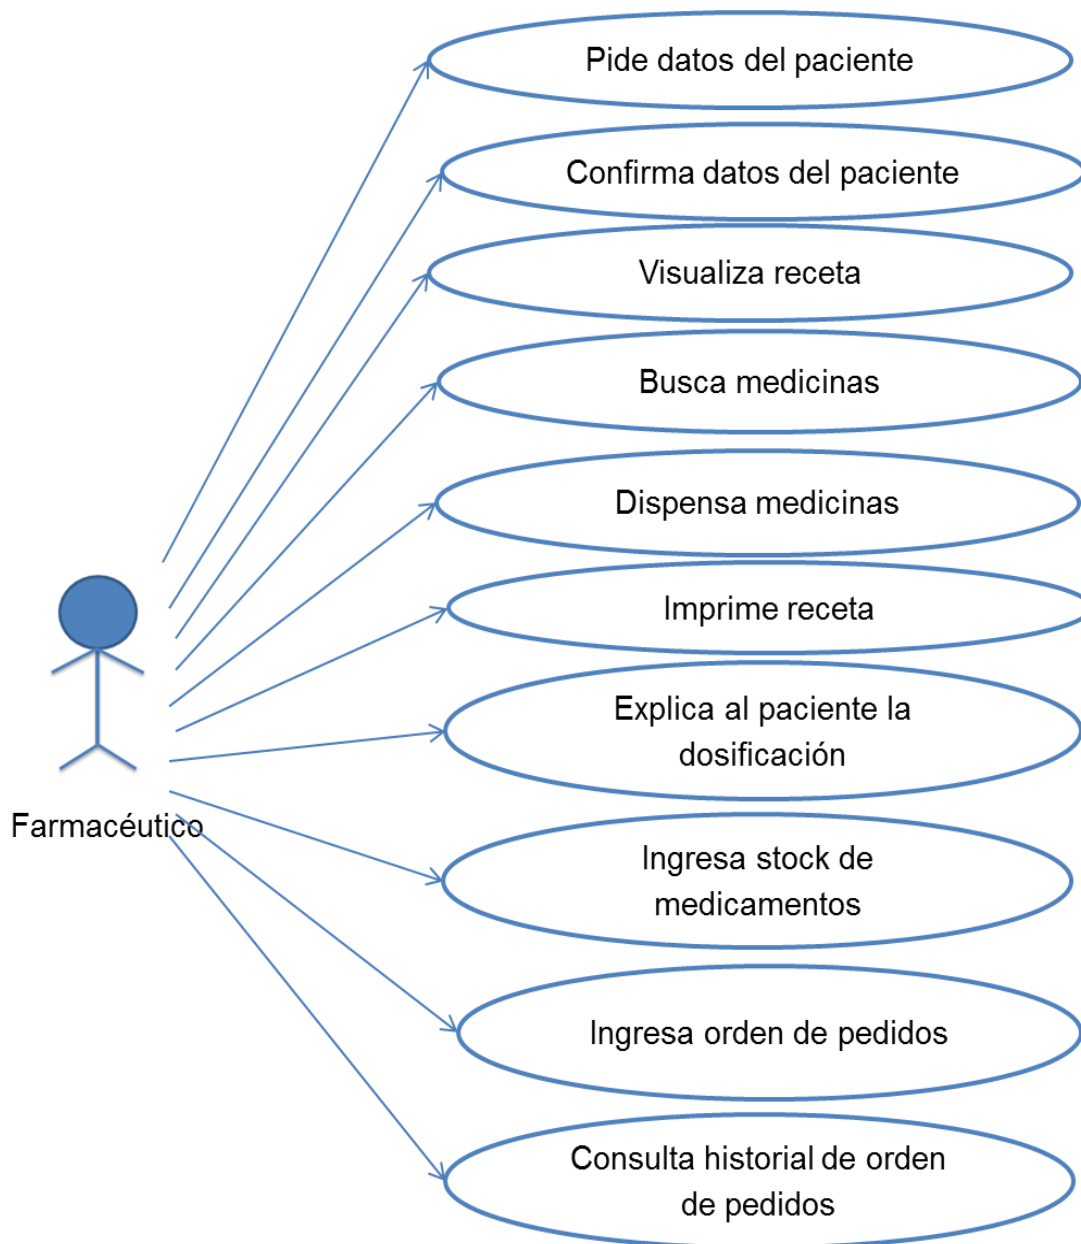 Pide datos del paciente
Confirma datos del paciente
Visualiza receta
Busca medicinas
Dispensa medicinas
Imprime receta
Explica al paciente la
dosificación
Farmacéutico
Ingresa stock de
medicamentos
Ingresa orden de pedidos
Consulta historial de orden
de pedidos